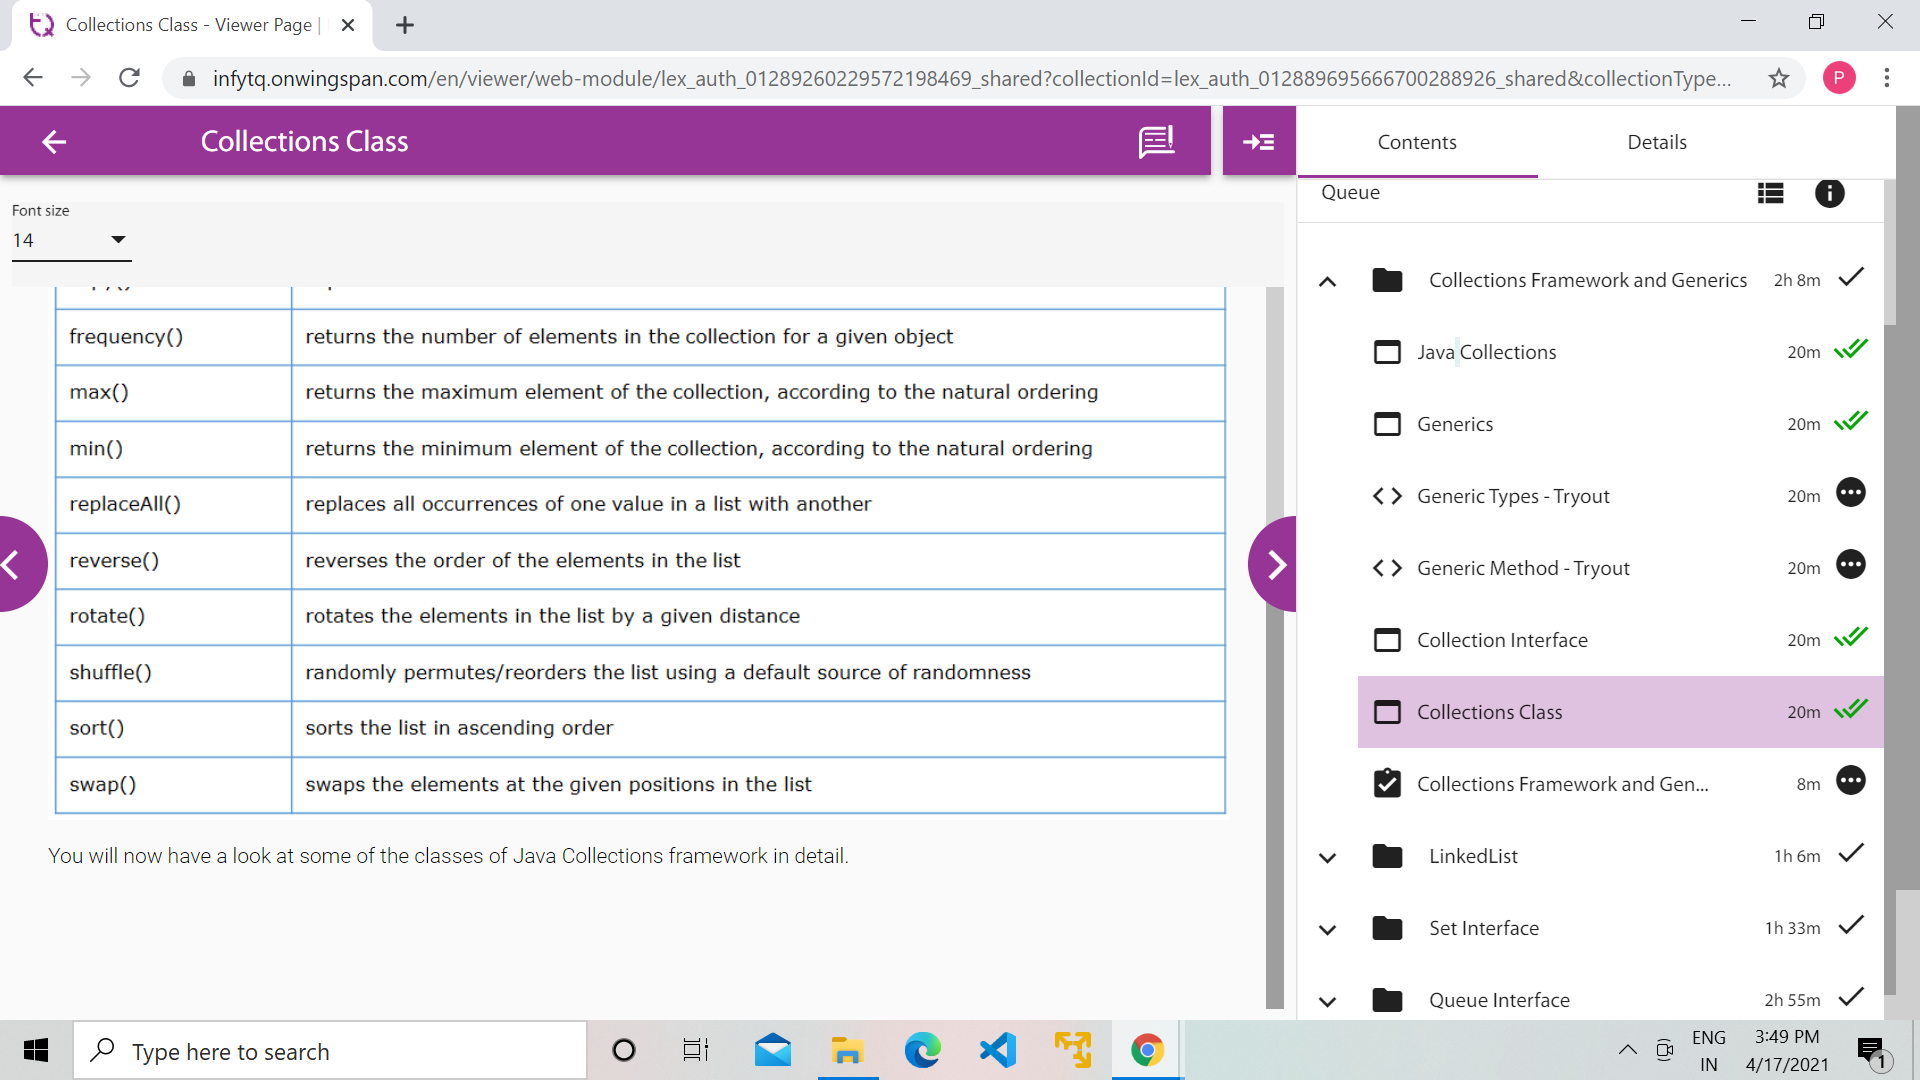 Collections Class - Viewer Page |
infytq.onwingspan.com/en/viewer/web-module/lex_auth_01289260229572198469_shared?collectionId=lex_auth_012889695666700288926_shared&collectionType...
P
Collections Class
Contents
Details
Font size
14
frequency() returns the number of elements in the collection for a given object
max() returns the maximum element of the collection, according to the natural ordering
min() returns the minimum element of the collection, according to the natural ordering
replaceAll() replaces all occurrences of one value in a list with another
reverse() reverses the order of the elements in the list
rotate() rotates the elements in the list by a given distance
shuffle() randomly permutes/reorders the list using a default source of randomness
sort() sorts the list in ascending order
swap() swaps the elements at the given positions in the list
You will now have a look at some of the classes of Java Collections framework in detail.
Queue
Collections Framework and Generics 2h 8m
Java Collections 20m
Generics 20m
Generic Types - Tryout 20m
Generic Method - Tryout 20m
Collection Interface 20m
Collections Class 20m
Collections Framework and Gen... 8m
LinkedList 1h 6m
Set Interface 1h 33m
Queue Interface 2h 55m
Type here to search
ENG
IN
3:49 PM
4/17/2021
1